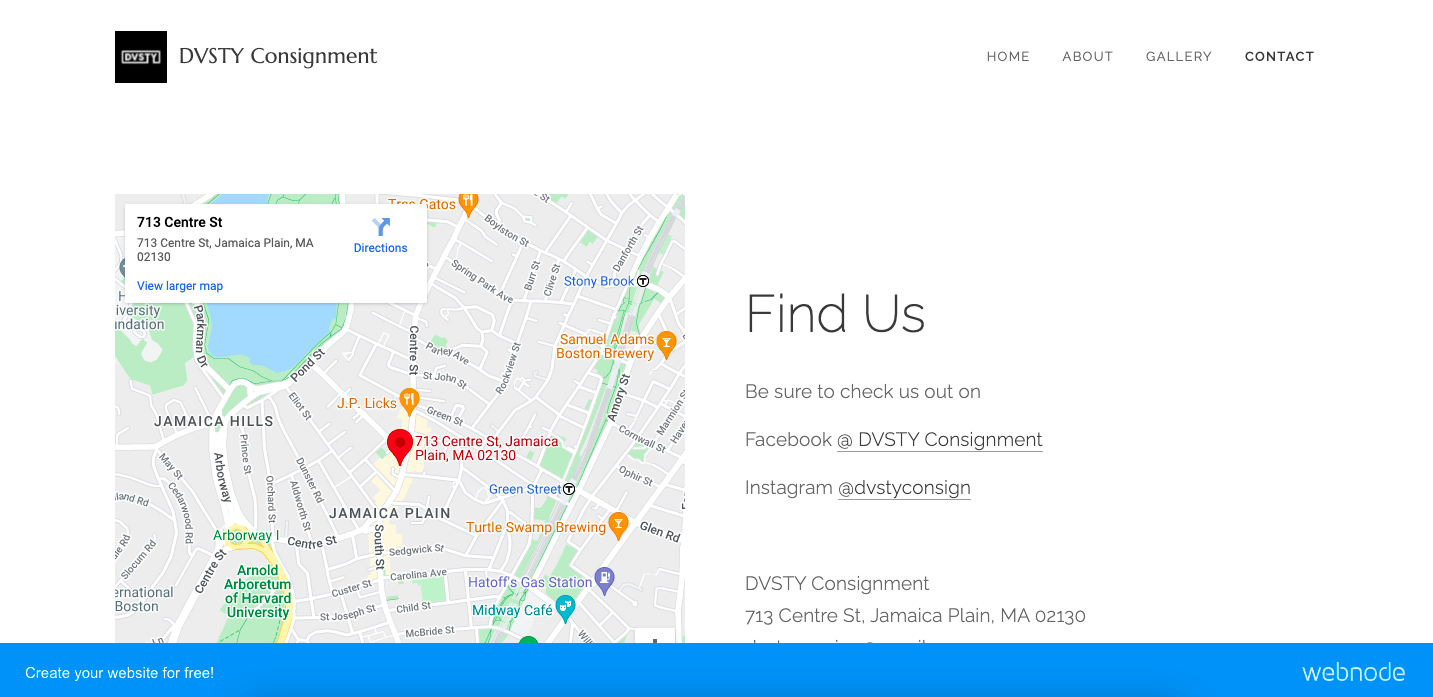 DVSTY
DVSTY Consignment
HOME
ABOUT
GALLERY
CONTACT
713 Centre St
713 Centre St, Jamaica Plain, MA
02130
View larger map
Directions
Tres Gatos
Boylston St
Danforth St
Spring Park Ave
Burr St
Clive St
Stony Brook
Parkman Dr
Pond St
Centre St
Parley Ave
Rockview St
Samuel Adams
Boston Brewery
St John St
Amory St
Marmion St
J.P. Licks
Green St
Eliot St
JAMAICA HILLS
Prince St
713 Centre St, Jamaica
Plain, MA 02130
Cornwall St
May St
Cedarwood Rd
Arborway
Orchard St
Dunster Rd
Aldworth St
Ophir St
Green Street
JAMAICA PLAIN
Turtle Swamp Brewing
Glen Rd
Arborway
Centre St
South St
Sedgwick St
Slocum Rd
Centre St
Arnold
Arboretum
of Harvard
University
Custer St
Carolina Ave
Hatoff's Gas Station
Boston
St Joseph St
Child St
Midway Café
McBride St
Find Us
Be sure to check us out on
Facebook @ DVSTY Consignment
Instagram @dvstyconsign
DVSTY Consignment
713 Centre St, Jamaica Plain, MA 02130
Create your website for free!
webnode